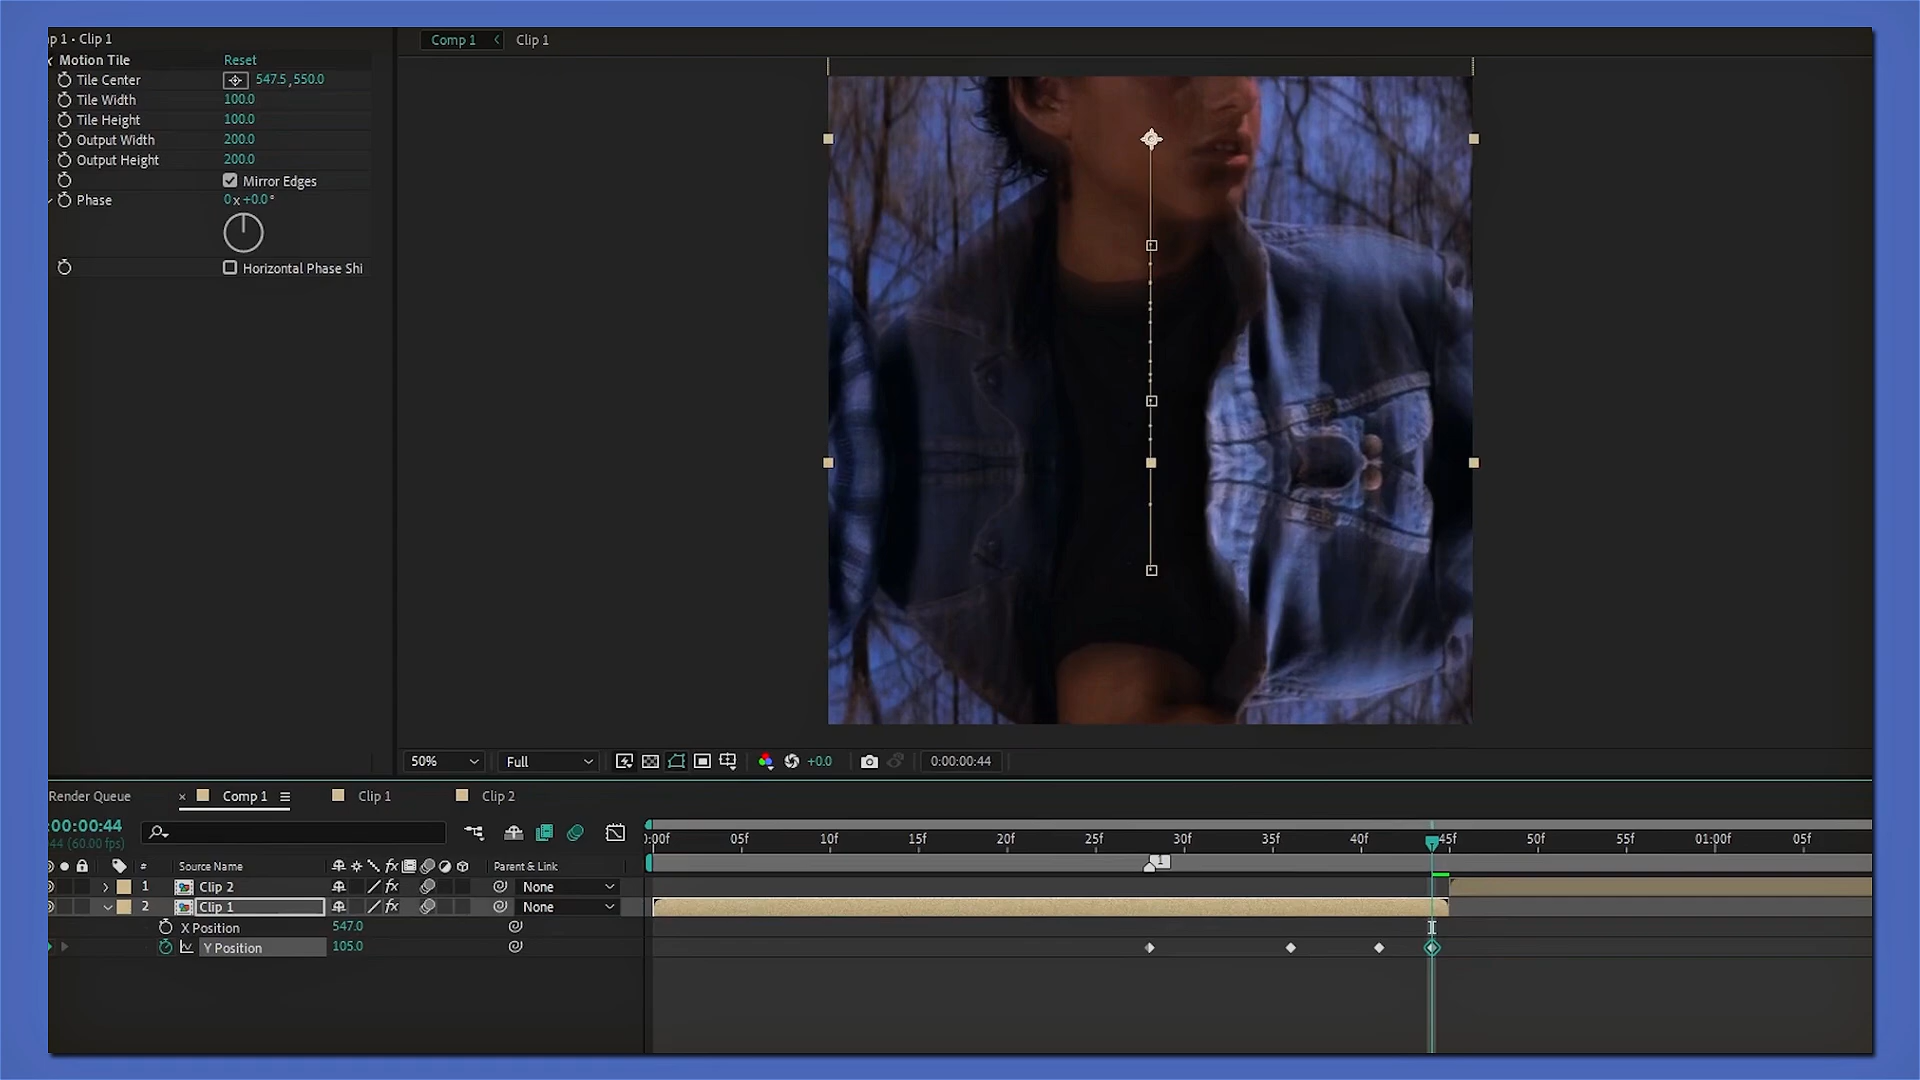 p 1 • Clip 1
Motion Tile Reset
Tile Center 547.5,550.0
Tile Width 100.0
Tile Height 100.0
Output Width 200.0
Output Height 200.0
Mirror Edges
Phase 0x+0.0°
Horizontal Phase Shi
Comp 1 Clip 1
50% Full +0.0 0:00:00:44
Render Queue Comp 1 Clip 1 Clip 2
:00:00:44
44 (60.00 fps)
:00f 05f 10f 15f 20f 25f 30f 35f 40f 45f 50f 55f 01:00f 05f
1
# Source Name fx Parent & Link
1 Clip 2 fx None
2 Clip 1 fx None
X Position 547.0
Y Position 105.0